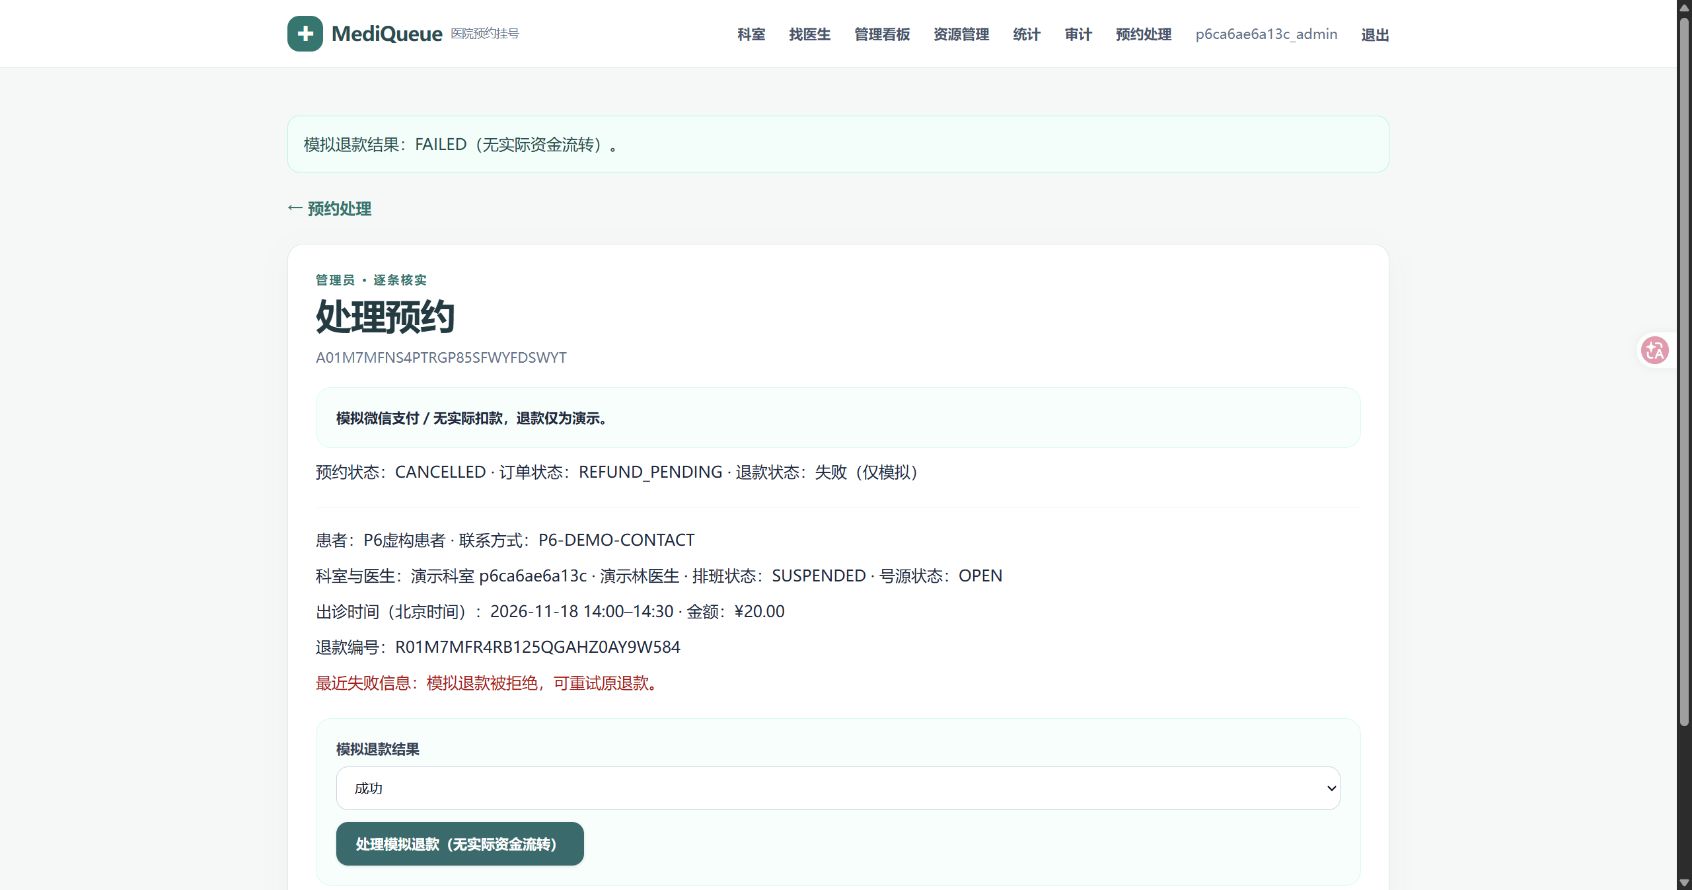 MediQueue 医院预约挂号
科室 找医生 管理看板 资源管理 统计 审计 预约处理 p6ca6ae6a13c_admin 退出
模拟退款结果：FAILED（无实际资金流转）。
← 预约处理
管理员 · 逐条核实
处理预约
A01M7MFNS4PTRGP85SFWYFDSWYT
模拟微信支付 / 无实际扣款，退款仅为演示。
预约状态：CANCELLED · 订单状态：REFUND_PENDING · 退款状态：失败（仅模拟）
患者：P6虚构患者 · 联系方式：P6-DEMO-CONTACT
科室与医生：演示科室 p6ca6ae6a13c · 演示林医生 · 排班状态：SUSPENDED · 号源状态：OPEN
出诊时间（北京时间）：2026-11-18 14:00–14:30 · 金额：¥20.00
退款编号：R01M7MFR4RB125QGAHZ0AY9W584
最近失败信息：模拟退款被拒绝，可重试原退款。
模拟退款结果
成功
处理模拟退款（无实际资金流转）